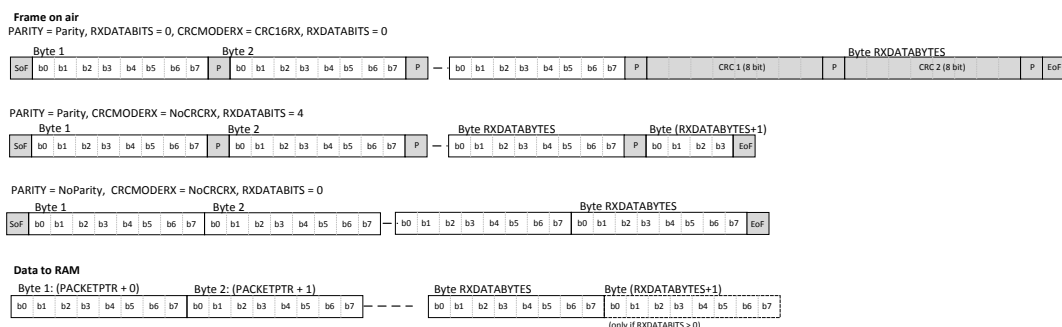 Frame on air
PARITY = Parity, RXDATABITS = 0, CRCMODERX = CRC16RX, RXDATABITS = 0
Byte 1 Byte 2 Byte RXDATABYTES
SoF b0 b1 b2 b3 b4 b5 b6 b7 P b0 b1 b2 b3 b4 b5 b6 b7 P b0 b1 b2 b3 b4 b5 b6 b7 P CRC 1 (8 bit) P CRC 2 (8 bit) P EoF
PARITY = Parity, CRCMODERX = NoCRCRX, RXDATABITS = 4
Byte 1 Byte 2 Byte RXDATABYTES Byte (RXDATABYTES+1)
SoF b0 b1 b2 b3 b4 b5 b6 b7 P b0 b1 b2 b3 b4 b5 b6 b7 P b0 b1 b2 b3 b4 b5 b6 b7 P b0 b1 b2 b3 EoF
PARITY = NoParity, CRCMODERX = NoCRCRX, RXDATABITS = 0
Byte 1 Byte 2 Byte RXDATABYTES
SoF b0 b1 b2 b3 b4 b5 b6 b7 b0 b1 b2 b3 b4 b5 b6 b7 b0 b1 b2 b3 b4 b5 b6 b7 b0 b1 b2 b3 b4 b5 b6 b7 EoF
Data to RAM
Byte 1: (PACKETPTR + 0) Byte 2: (PACKETPTR + 1) Byte RXDATABYTES Byte (RXDATABYTES+1)
b0 b1 b2 b3 b4 b5 b6 b7 b0 b1 b2 b3 b4 b5 b6 b7 b0 b1 b2 b3 b4 b5 b6 b7 b0 b1 b2 b3 b4 b5 b6 b7
(only if RXDATABITS > 0)